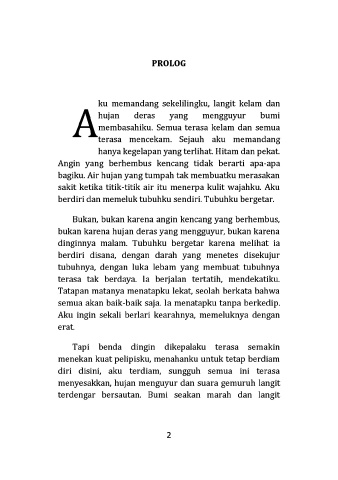 PROLOG
Aku memandang sekelilingku, langit kelam dan
hujan deras yang mengguyur bumi
membasahiku. Semua terasa kelam dan semua
terasa mencekam. Sejauh aku memandang
hanya kegelapan yang terlihat. Hitam dan pekat.
Angin yang berhembus kencang tidak berarti apa-apa
bagiku. Air hujan yang tumpah tak membuatku merasakan
sakit ketika titik-titik air itu menerpa kulit wajahku. Aku
berdiri dan memeluk tubuhku sendiri. Tubuhku bergetar.
Bukan, bukan karena angin kencang yang berhembus,
bukan karena hujan deras yang mengguyur, bukan karena
dinginnya malam. Tubuhku bergetar karena melihat ia
berdiri disana, dengan darah yang menetes disekujur
tubuhnya, dengan luka lebam yang membuat tubuhnya
terasa tak berdaya. Ia berjalan tertatih, mendekatiku.
Tatapan matanya menatapku lekat, seolah berkata bahwa
semua akan baik-baik saja. Ia menatapku tanpa berkedip.
Aku ingin sekali berlari kearahnya, memeluknya dengan
erat.
Tapi benda dingin dikepalaku terasa semakin
menekan kuat pelipisku, menahanku untuk tetap berdiam
diri disini, aku terdiam, sungguh semua ini terasa
menyesakkan, hujan menguyur dan suara gemuruh langit
terdengar bersautan. Bumi seakan marah dan langit
2